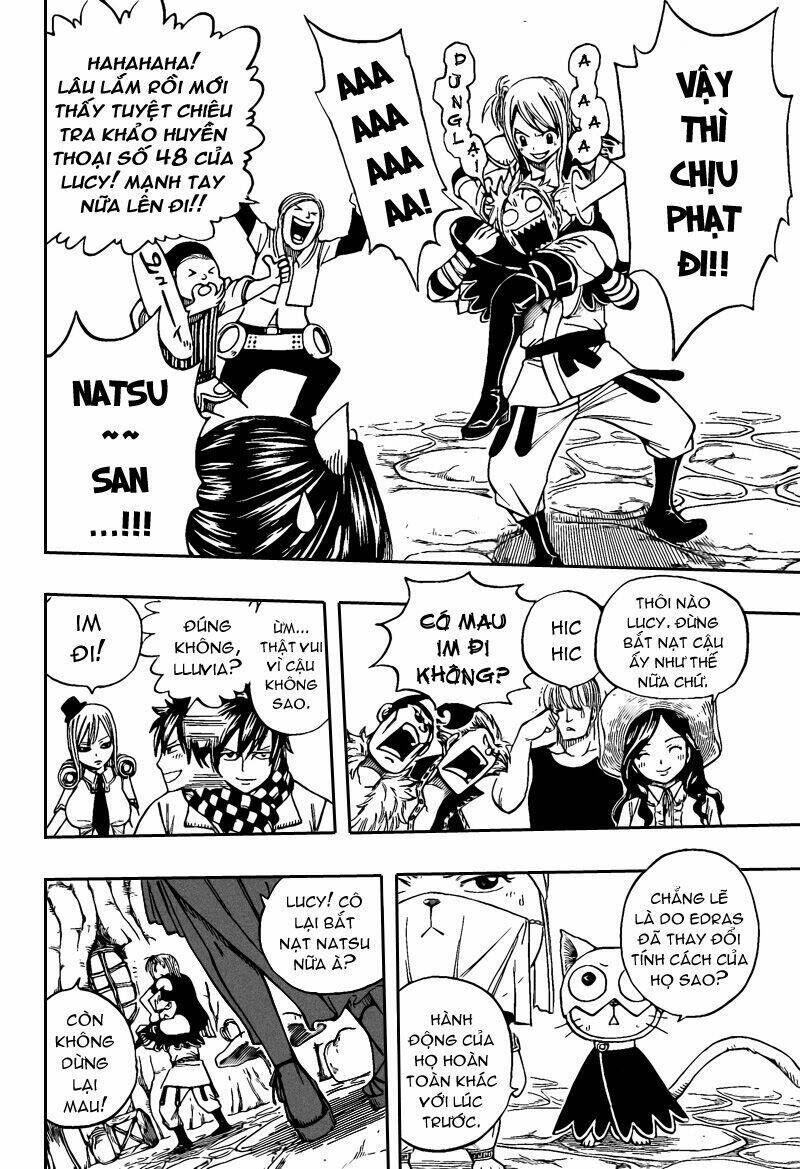 HAHAHAHA!
LÂU LẮM RỒI MỚI
THẤY TUYỆT CHIÊU
TRA KHẢO HUYỀN
THOẠI SỐ 48 CỦA
LUCY! MẠNH TAY
NỮA LÊN ĐI!!
AAA
AAA
AAA
AA!
DỪNG LẠI
AAAA
VẬY
THÌ
CHỊU
PHẠT
ĐI!!
NATSU
~~
SAN
...!!!
IM
ĐI!
ĐÚNG
KHÔNG,
LLUVIA?
ỪM...
THẬT VUI
VÌ CẬU
KHÔNG
SAO.
CÓ MAU
IM ĐI
KHÔNG?
HIC
HIC
THÔI NÀO
LUCY. ĐỪNG
BẮT NẠT CẬU
ẤY NHƯ THẾ
NỮA CHỨ.
CÒN
KHÔNG
DÙNG
LẠI
MAU!
LUCY! CÔ
LẠI BẮT
NẠT NATSU
NỮA À?
HÀNH
ĐỘNG CỦA
HỌ HOÀN
TOÀN KHÁC
VỚI LÚC
TRƯỚC.
CHẲNG LẼ
LÀ DO EDRAS
ĐÃ THAY ĐỔI
TÍNH CÁCH CỦA
HỌ SAO?